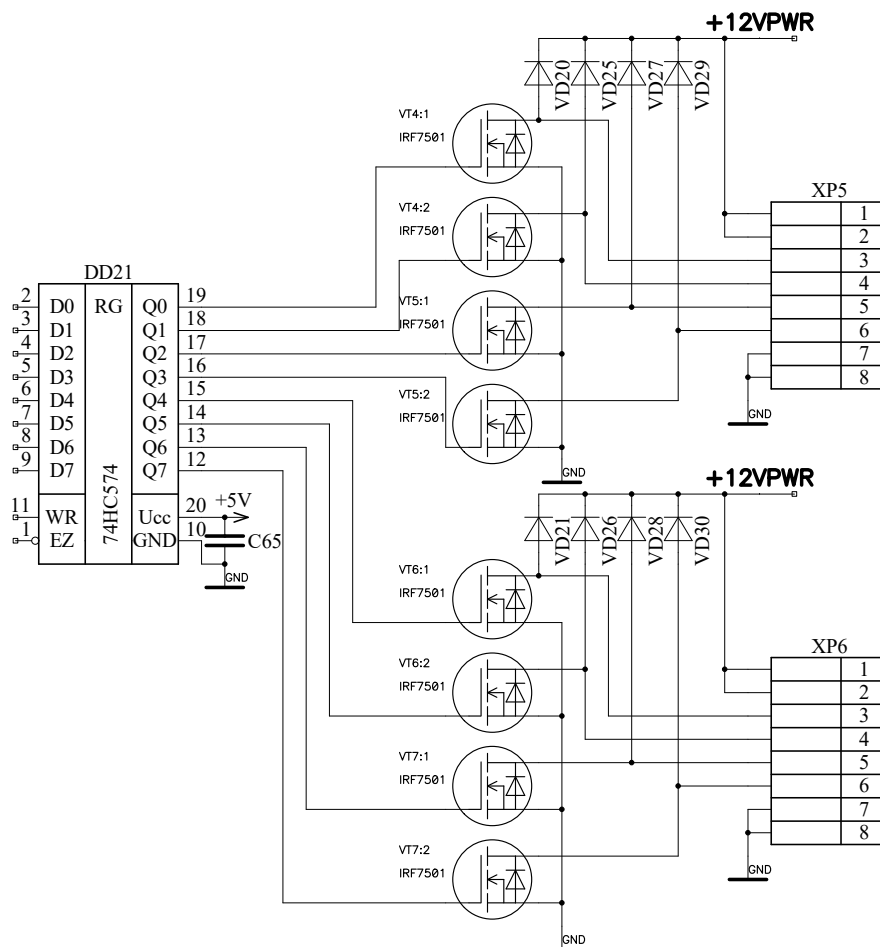 +12VPWR
VD20
VD25
VD27
VD29
VT4:1
IRF7501
XP5
1
2
3
4
5
6
7
8
VT4:2
IRF7501
VT5:1
IRF7501
VT5:2
IRF7501
GND
GND
DD21
2 D0 RG Q0 19
3 D1 Q1 18
4 D2 Q2 17
5 D3 Q3 16
6 D4 Q4 15
7 D5 Q5 14
8 D6 Q6 13
9 D7 Q7 12
11 WR Ucc 20
1 EZ GND 10
74HC574
+5V
C65
GND
+12VPWR
VD21
VD26
VD28
VD30
VT6:1
IRF7501
XP6
1
2
3
4
5
6
7
8
VT6:2
IRF7501
VT7:1
IRF7501
VT7:2
IRF7501
GND
GND